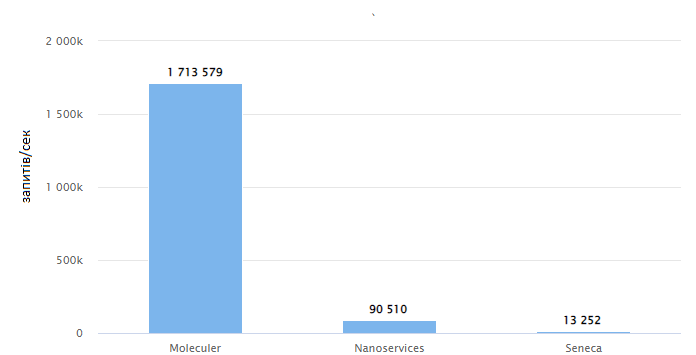 `
2 000k
1 713 579
1 500k
запитів/сек
1 000k
500k
90 510
13 252
0
Moleculer
Nanoservices
Seneca